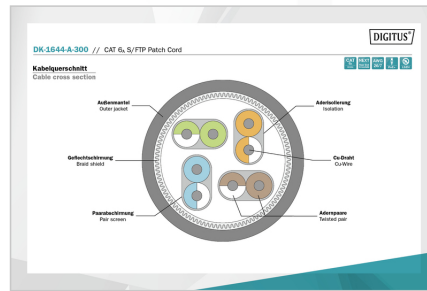 DIGITUS®
DK-1644-A-300 // CAT 6A S/FTP Patch Cord
Kabelquerschnitt
Cable cross section
Außenmantel
Outer jacket
Aderisolierung
Isolation
Geflechtschirmung
Braid shield
Cu-Draht
Cu-Wire
Paarabschirmung
Pair screen
Adernpaare
Twisted pair